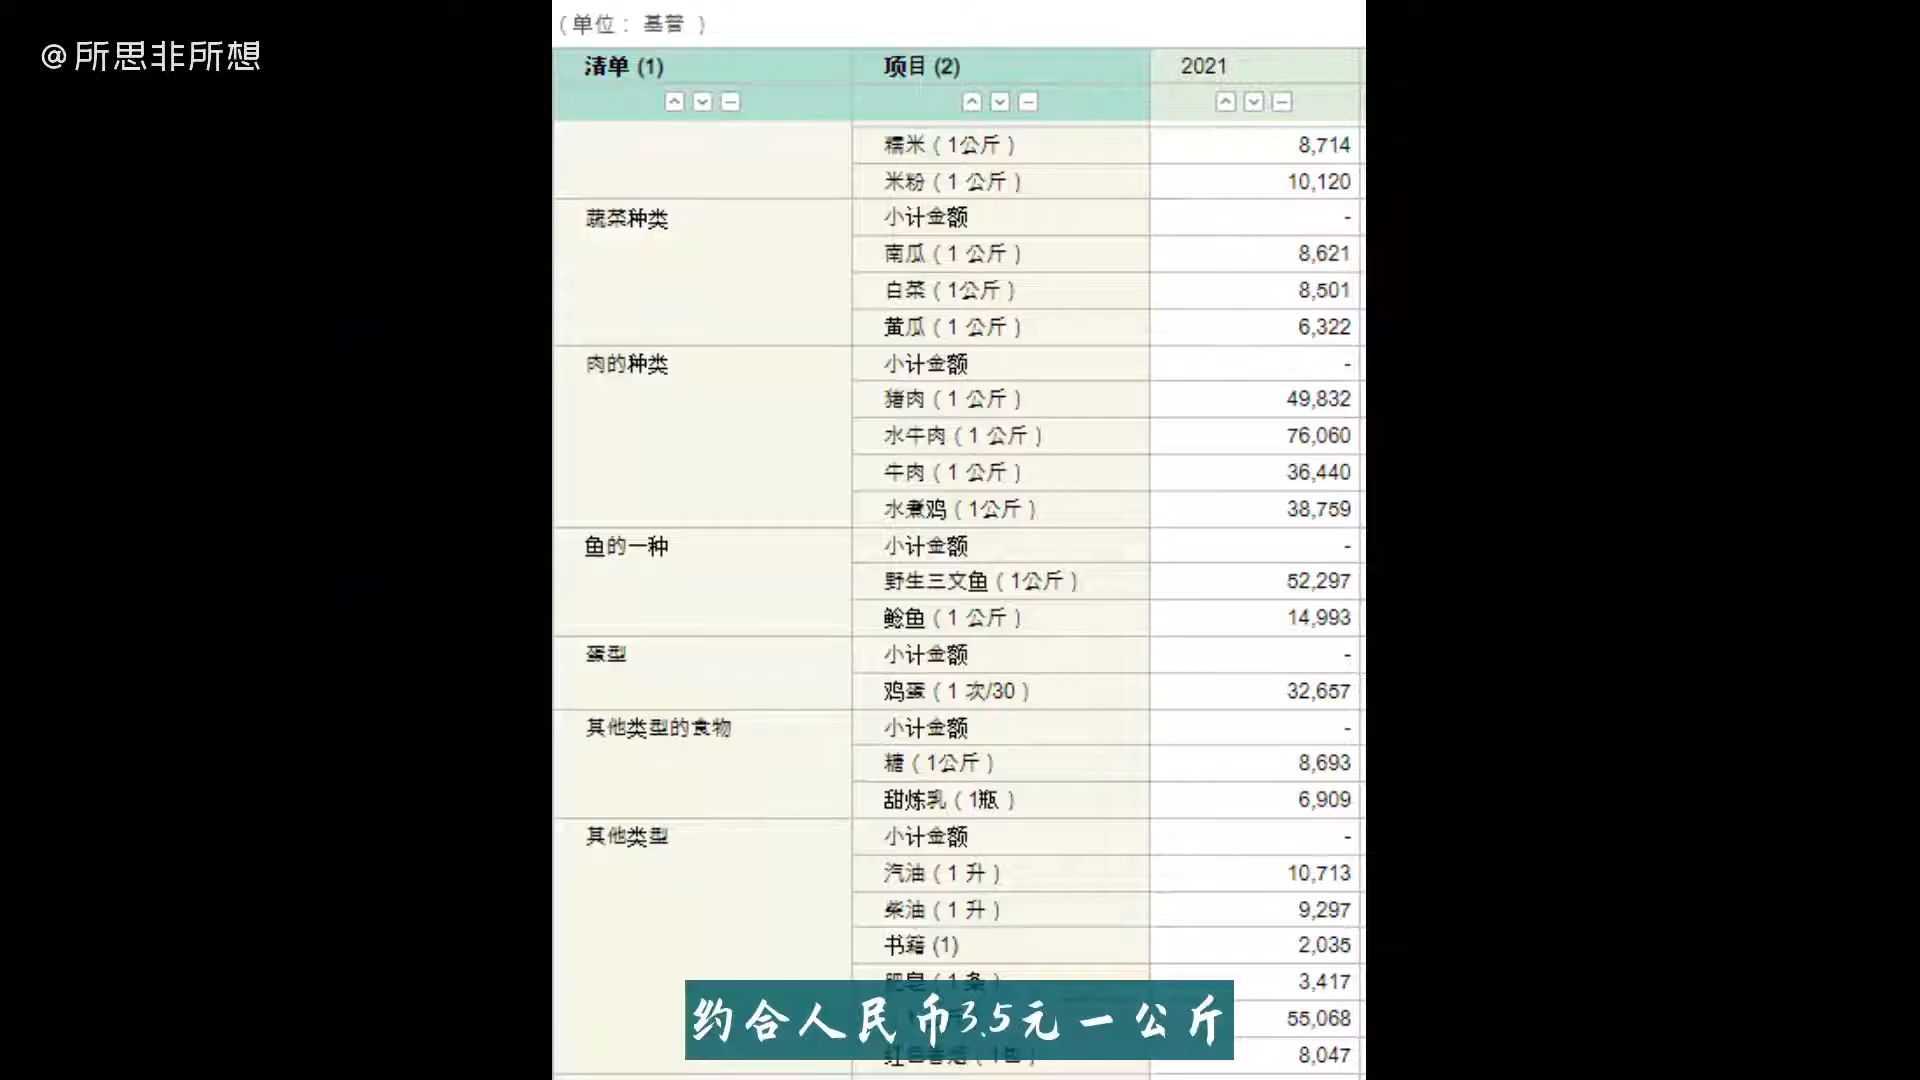 @所思非所想
(单位： 基普 )
清单 (1) 项目 (2) 2021
糯米（1公斤） 8,714
米粉（1 公斤） 10,120
蔬菜种类 小计金额 -
南瓜（1 公斤） 8,621
白菜（1公斤） 8,501
黄瓜（1 公斤） 6,322
肉的种类 小计金额 -
猪肉（1 公斤） 49,832
水牛肉（1 公斤） 76,060
牛肉（1 公斤） 36,440
水煮鸡（1公斤） 38,759
鱼的一种 小计金额 -
野生三文鱼（1公斤） 52,297
鲶鱼（1 公斤） 14,993
蛋型 小计金额 -
鸡蛋（1 次/30） 32,657
其他类型的食物 小计金额 -
糖（1公斤） 8,693
甜炼乳（1瓶） 6,909
其他类型 小计金额 -
汽油（1 升） 10,713
柴油（1 升） 9,297
书籍 (1) 2,035
肥皂（1 条） 3,417
55,068
8,047
约合人民币3.5元一公斤